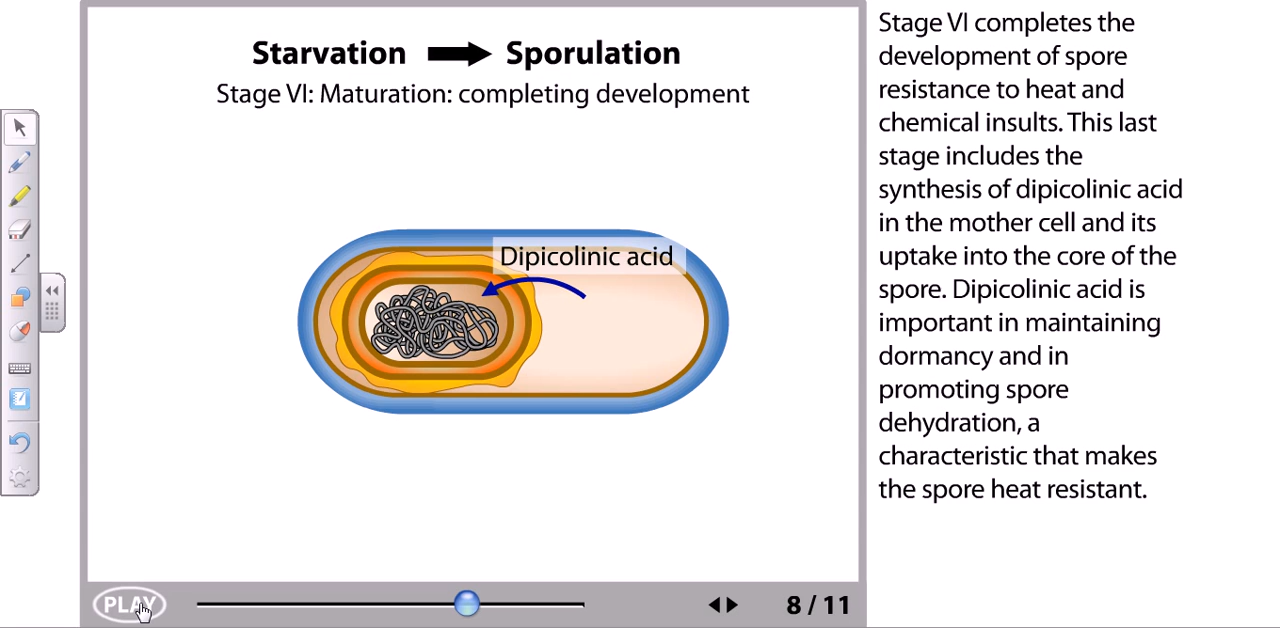 Starvation Sporulation
Stage VI: Maturation: completing development
Dipicolinic acid
PLAY
8 / 11
Stage VI completes the
development of spore
resistance to heat and
chemical insults. This last
stage includes the
synthesis of dipicolinic acid
in the mother cell and its
uptake into the core of the
spore. Dipicolinic acid is
important in maintaining
dormancy and in
promoting spore
dehydration, a
characteristic that makes
the spore heat resistant.